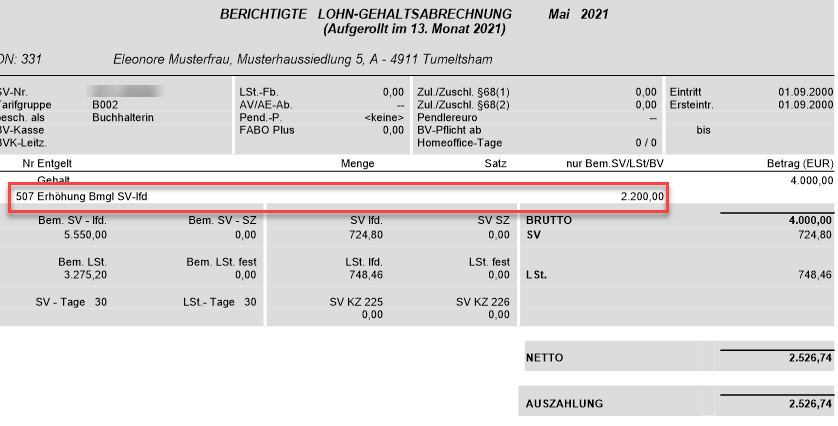 BERICHTIGTE LOHN-GEHALTSABRECHNUNG Mai 2021
(Aufgerollt im 13. Monat 2021)
DN: 331 Eleonore Musterfrau, Musterhaussiedlung 5, A - 4911 Tumeltsham
SV-Nr. LSt.-Fb. 0,00 Zul./Zuschl. §68(1) 0,00 Eintritt 01.09.2000
Tarifgruppe B002 AV/AE-Ab. -- Zul./Zuschl. §68(2) 0,00 Ersteintr. 01.09.2000
besch. als Buchhalterin Pend.-P. <keine> Pendlereuro --
BV-Kasse FABO Plus 0,00 BV-Pflicht ab bis
BVK-Leitz. Homeoffice-Tage 0 / 0
Nr Entgelt Menge Satz nur Bem.SV/LSt/BV Betrag (EUR)
Gehalt 4.000,00
507 Erhöhung Bmgl SV-lfd 2.200,00
Bem. SV - lfd. Bem. SV - SZ SV lfd. SV SZ BRUTTO 4.000,00
5.550,00 0,00 724,80 0,00 SV 724,80
Bem. LSt. Bem. LSt. fest LSt. lfd. LSt. fest
3.275,20 0,00 748,46 0,00 LSt. 748,46
SV - Tage 30 LSt.- Tage 30 SV KZ 225 SV KZ 226
0,00 0,00
NETTO 2.526,74
AUSZAHLUNG 2.526,74